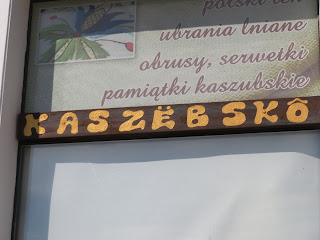 polski len
ubrania lniane
obrusy, serwetki
pamiątki kaszubskie
KASZËBSKÔ